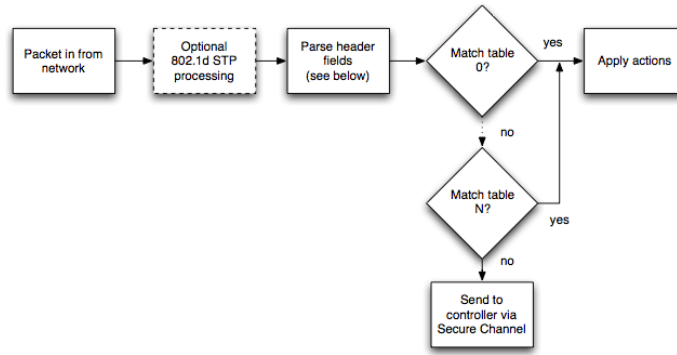 Packet in from
network
Optional
802.1d STP
processing
Parse header
fields
(see below)
Match table
0?
yes
Apply actions
no
Match table
N?
yes
no
Send to
controller via
Secure Channel